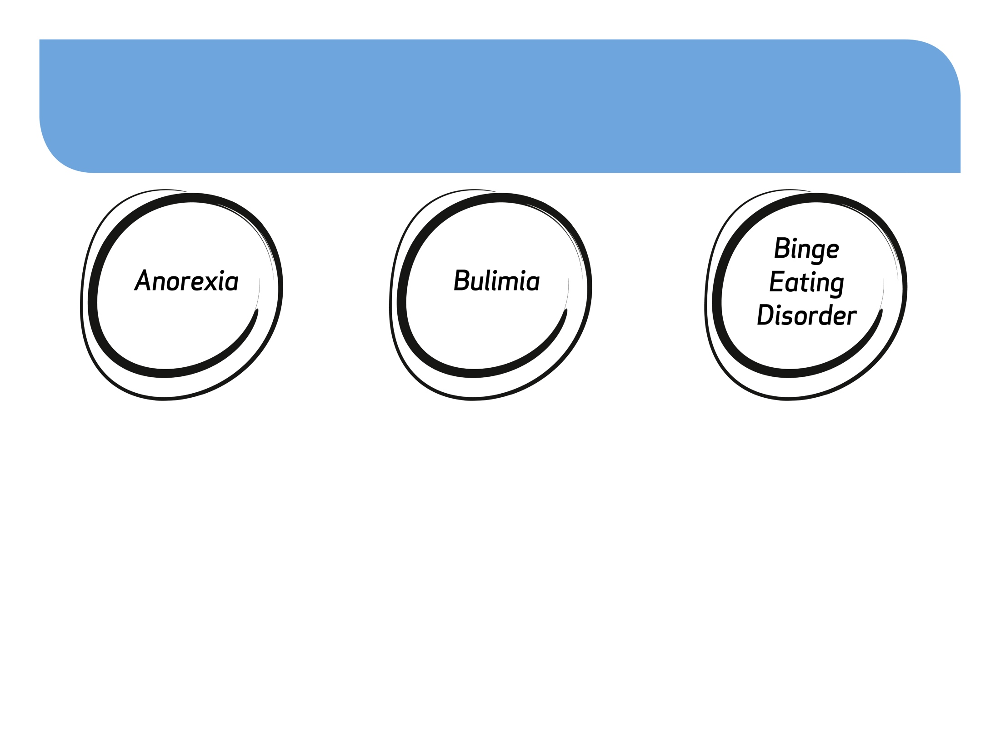 Anorexia
Bulimia
Binge
Eating
Disorder